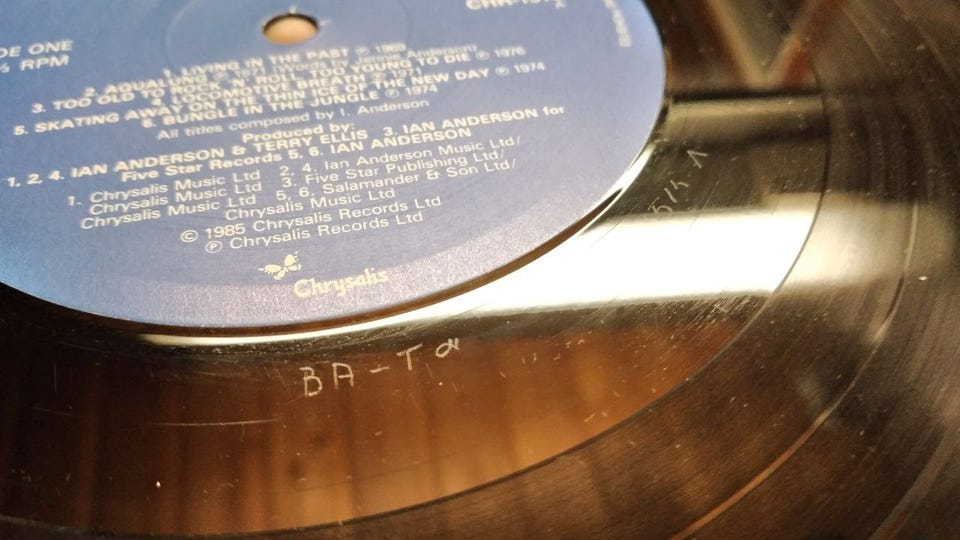 CHR-15
DE ONE
⅓ RPM
1. LIVING IN THE PAST ℗ 1969
2. AQUALUNG ℗ 1971 Anderson)
3. TOO OLD TO ROCK 'N' ROLL TOO YOUNG TO DIE ℗ 1976
4. LOCOMOTIVE BREATH ℗ 1971
5. SKATING AWAY ON THE THIN ICE OF THE NEW DAY ℗ 1974
6. BUNGLE IN THE JUNGLE ℗ 1974
All titles composed by I. Anderson
Produced by:
1, 2, 4. IAN ANDERSON & TERRY ELLIS 3. IAN ANDERSON for
Five Star Records 5, 6. IAN ANDERSON
1. Chrysalis Music Ltd 2, 4. Ian Anderson Music Ltd/
Chrysalis Music Ltd 3. Five Star Publishing Ltd/
Chrysalis Music Ltd 5, 6. Salamander & Son Ltd/
Chrysalis Music Ltd
© 1985 Chrysalis Records Ltd
℗ Chrysalis Records Ltd
Chrysalis
BA-T